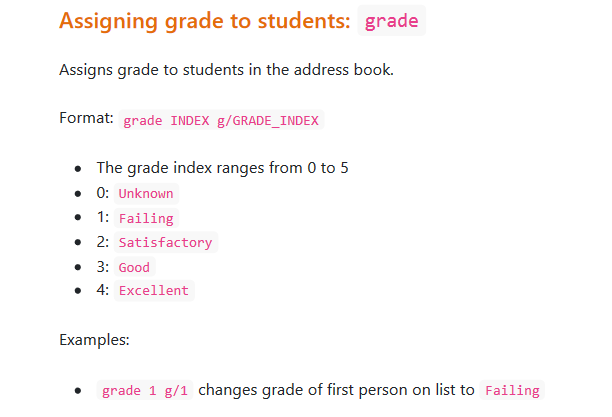 Assigning grade to students: grade
Assigns grade to students in the address book.
Format: grade INDEX g/GRADE_INDEX
• The grade index ranges from 0 to 5
• 0: Unknown
• 1: Failing
• 2: Satisfactory
• 3: Good
• 4: Excellent
Examples:
• grade 1 g/1 changes grade of first person on list to Failing